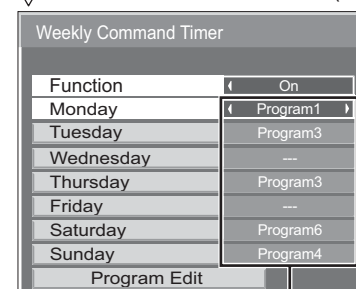 Weekly Command Timer
Function On
Monday Program1
Tuesday Program3
Wednesday ---
Thursday Program3
Friday ---
Saturday Program6
Sunday Program4
Program Edit